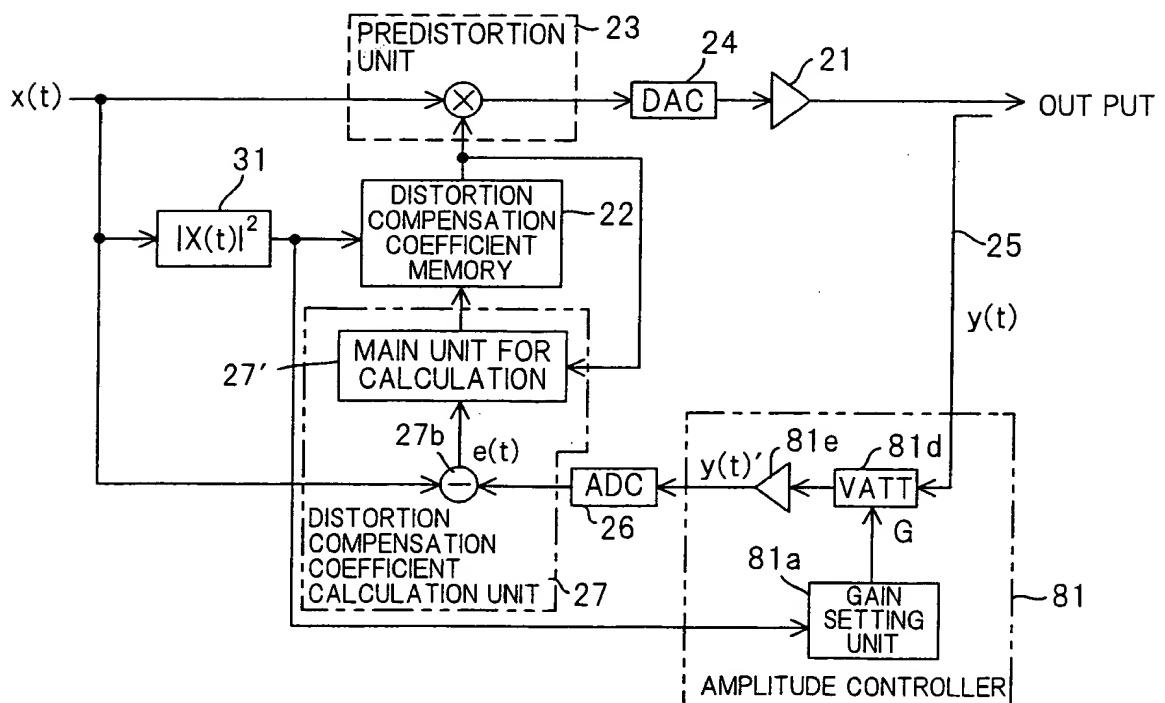 PREDISTORTION
UNIT
23
24
21
x(t)
DAC
OUT PUT
31
|X(t)|²
DISTORTION
COMPENSATION
COEFFICIENT
MEMORY
22
25
y(t)
27′
MAIN UNIT FOR
CALCULATION
27b
e(t)
ADC
26
y(t)′
81e
81d
VATT
G
DISTORTION
COMPENSATION
COEFFICIENT
CALCULATION UNIT
27
81a
GAIN
SETTING
UNIT
81
AMPLITUDE CONTROLLER